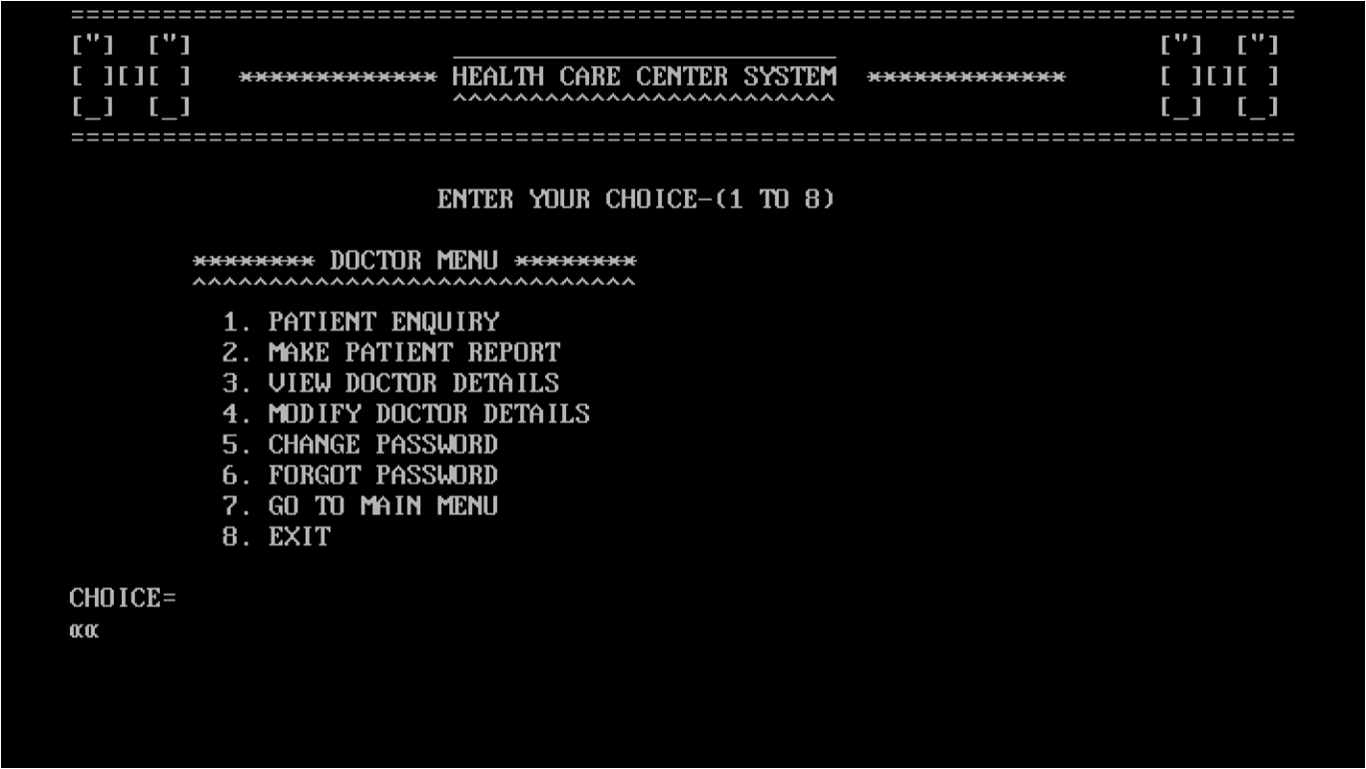 ================================================================================
["]  ["] ["]  ["]
[ ][][ ] ************* HEALTH CARE CENTER SYSTEM ************* [ ][][ ]
[_]  [_] ^^^^^^^^^^^^^^^^^^^^^^^^^ [_]  [_]
================================================================================
ENTER YOUR CHOICE-(1 TO 8)
******** DOCTOR MENU ********
^^^^^^^^^^^^^^^^^^^^^^^^^^^^^
1. PATIENT ENQUIRY
2. MAKE PATIENT REPORT
3. VIEW DOCTOR DETAILS
4. MODIFY DOCTOR DETAILS
5. CHANGE PASSWORD
6. FORGOT PASSWORD
7. GO TO MAIN MENU
8. EXIT
CHOICE=
αα